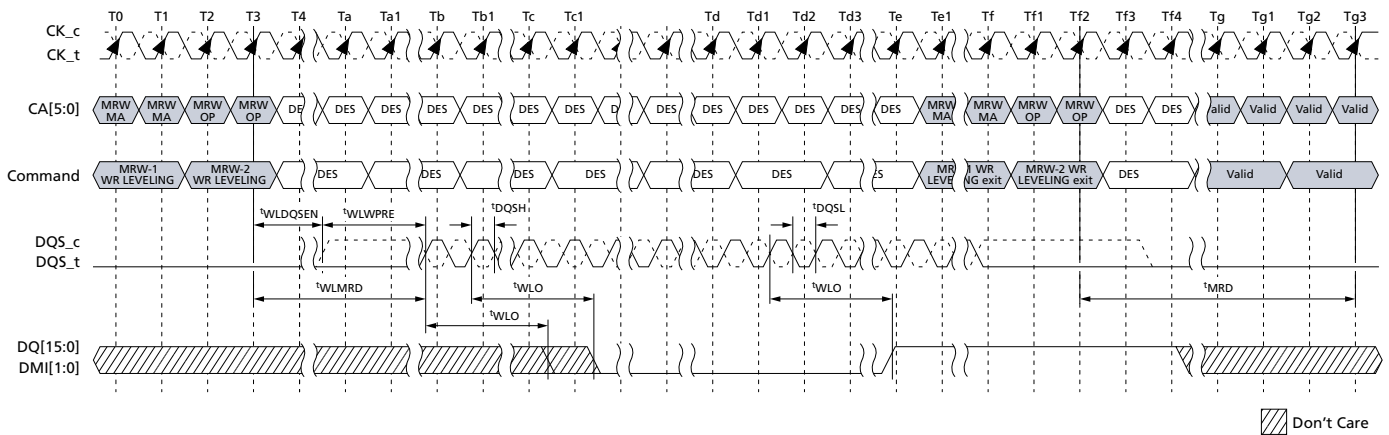 T0 T1 T2 T3 T4 Ta Ta1 Tb Tb1 Tc Tc1 Td Td1 Td2 Td3 Te Te1 Tf Tf1 Tf2 Tf3 Tf4 Tg Tg1 Tg2 Tg3
CK_c
CK_t
CA[5:0] MRW MRW MRW MRW DES DES DES DES DES DES DES DES DES DES DES MRW MRW MRW DES DES Valid Valid Valid
MA MA OP OP MA OP OP
Command MRW-1 MRW-2 DES DES DES DES DES MRW-2 WR DES Valid Valid
WR LEVELING WR LEVELING LEVELING exit
tWLDQSEN tWLWPRE tDQSH tDQSL
DQS_c
DQS_t
tWLMRD tWLO tWLO tMRD
tWLO
DQ[15:0]
DMI[1:0]
Don't Care